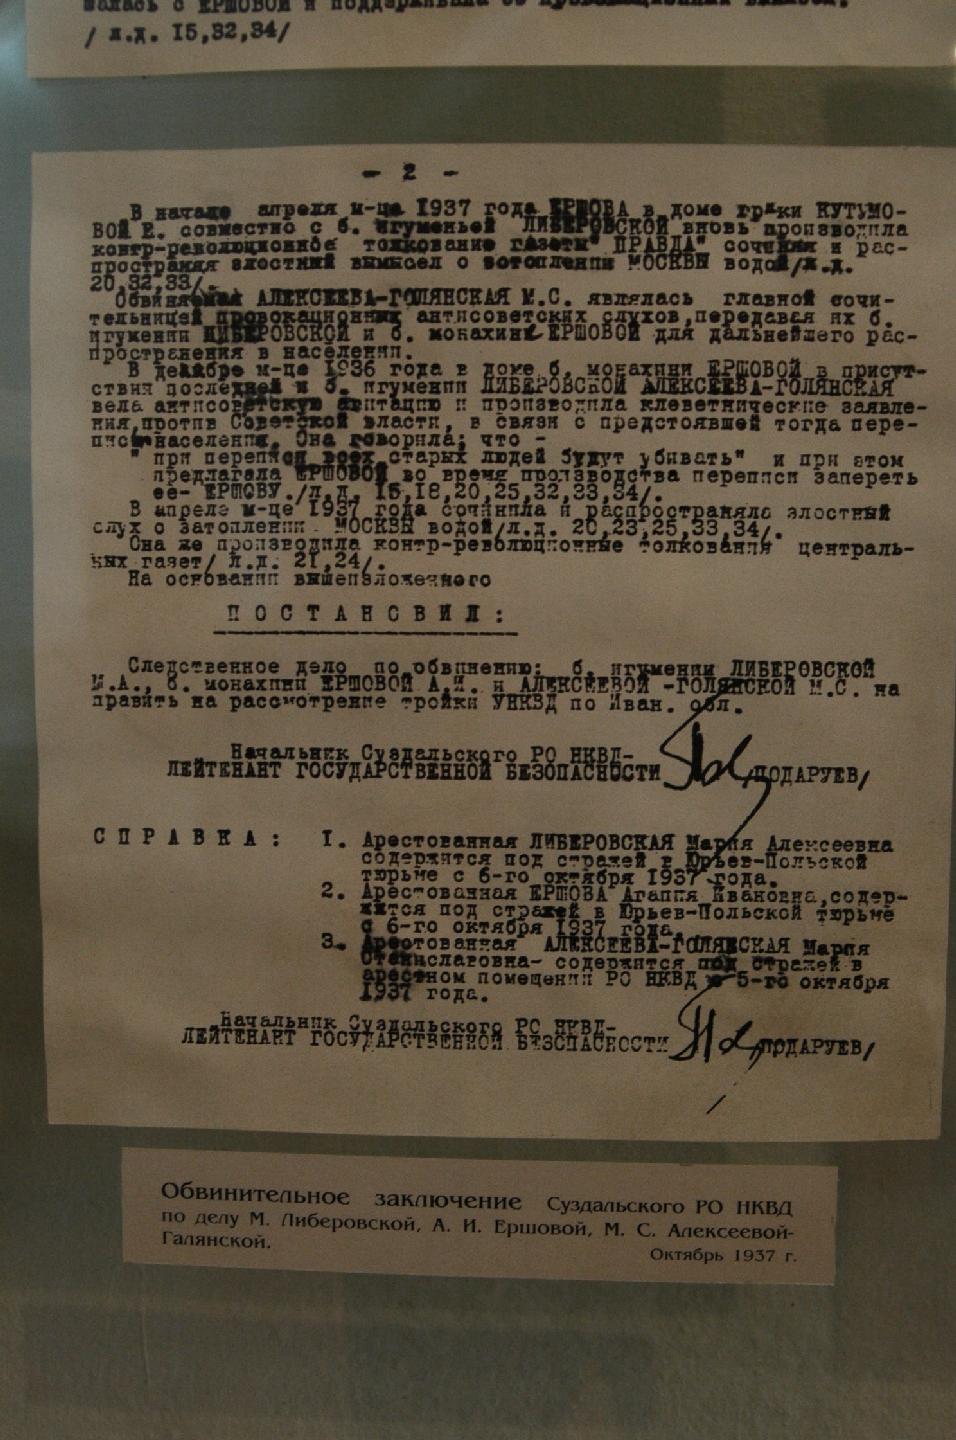 / л.д. 15,32,34/
- 2 -
В начале апреля м-це 1937 года ЕРШОВА в доме гр-ки КУТУМО-
ВОЙ Е. совместно с б. игуменьей ЛИБЕРОВСКОЙ вновь производила
контр-революционное толкование газеты "ПРАВДА" сочиняя и рас-
пространяя злостный вымысел о потоплении МОСКВЫ водой/л.д.
20,32,33/.
Обвиняемая АЛЕКСЕЕВА-ГОЛЯНСКАЯ М.С. являлась главной сочи-
тельницей провокационных антисоветских слухов,передавая их б.
игумении ЛИБЕРОВСКОЙ и б. монахини ЕРШОВОЙ для дальнейшего рас-
пространения в населении.
В декабре м-це 1936 года в доме б. монахини ЕРШОВОЙ в присут-
ствии последней и б. игумении ЛИБЕРОВСКОЙ АЛЕКСЕЕВА-ГОЛЯНСКАЯ
вела антисоветскую агитацию и производила клеветнические заявле-
ния,против Советской власти, в связи с предстоявшей тогда пере-
писи населения. Она говорила: что -
" при переписи всех старых людей будут убивать" и при этом
предлагала ЕРШОВОЙ во время производства переписи запереть
ее- ЕРШОВУ./л.д. 15,18,20,25,32,33,34/.
В апреле м-це 1937 года сочинила и распространяла злостный
слух о затоплении МОСКВЫ водой/л.д. 20,23,25,33,34/.
Она же производила контр-революционные толкования централь-
ных газет/ л.д. 21,24/.
На основании вышеизложенного
ПОСТАНОВИЛ:
Следственное дело по обвинению: б. игумении ЛИБЕРОВСКОЙ
М.А., б. монахини ЕРШОВОЙ А.И. и АЛЕКСЕЕВОЙ -ГОЛЯНСКОЙ М.С. на
править на рассмотрение тройки УНКВД по Иван. обл.
Начальник Суздальского РО НКВД-
ЛЕЙТЕНАНТ ГОСУДАРСТВЕННОЙ БЕЗОПАСНОСТИ /ПОДАРУЕВ/
СПРАВКА: 1. Арестованная ЛИБЕРОВСКАЯ Мария Алексеевна
содержится под стражей в Юрьев-Польской
тюрьме с 6-го октября 1937 года.
2. Арестованная ЕРШОВА Агапия Ивановна,содер-
жится под стражей в Юрьев-Польской тюрьме
с 6-го октября 1937 года.
3. Арестованная АЛЕКСЕЕВА-ГОЛЯНСКАЯ Мария
Станиславовна- содержится под стражей в
арестном помещении РО НКВД с 5-го октября
1937 года.
Начальник Суздальского РО НКВД-
ЛЕЙТЕНАНТ ГОСУДАРСТВЕННОЙ БЕЗОПАСНОСТИ /ПОДАРУЕВ/
Обвинительное заключение Суздальского РО НКВД
по делу М. Либеровской, А. И. Ершовой, М. С. Алексеевой-
Галянской.
Октябрь 1937 г.